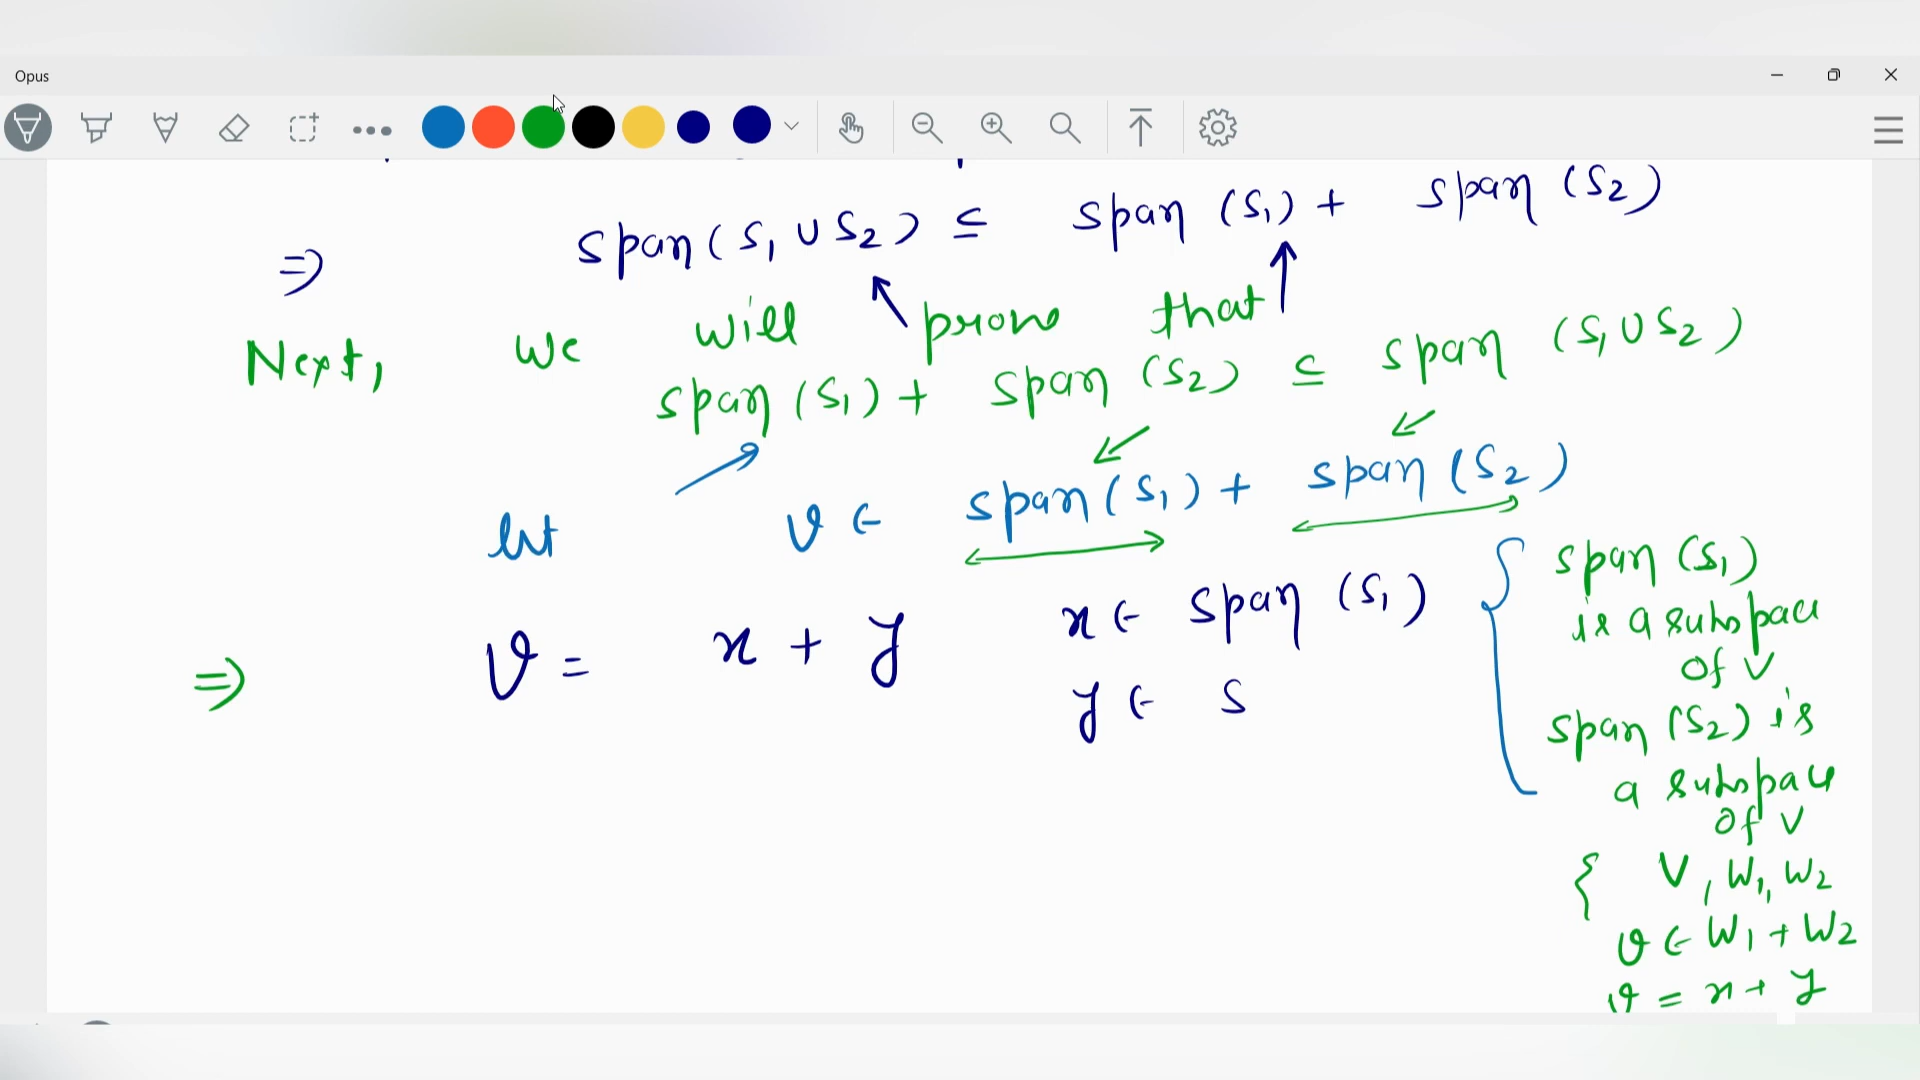 Opus
⇒ span(S₁ ∪ S₂) ⊆ span (S₁) + span (S₂)
Next, we will prove that
span (S₁) + span (S₂) ⊆ span (S₁ ∪ S₂)
let v ∈ span(S₁) + span (S₂)
⇒ v = x + y x ∈ span (S₁)
y ∈ S
{ span (S₁)
is a subspace
of V
span (S₂) is
a subspace
of V
{ V, W₁, W₂
v ∈ W₁ + W₂
v = x + y